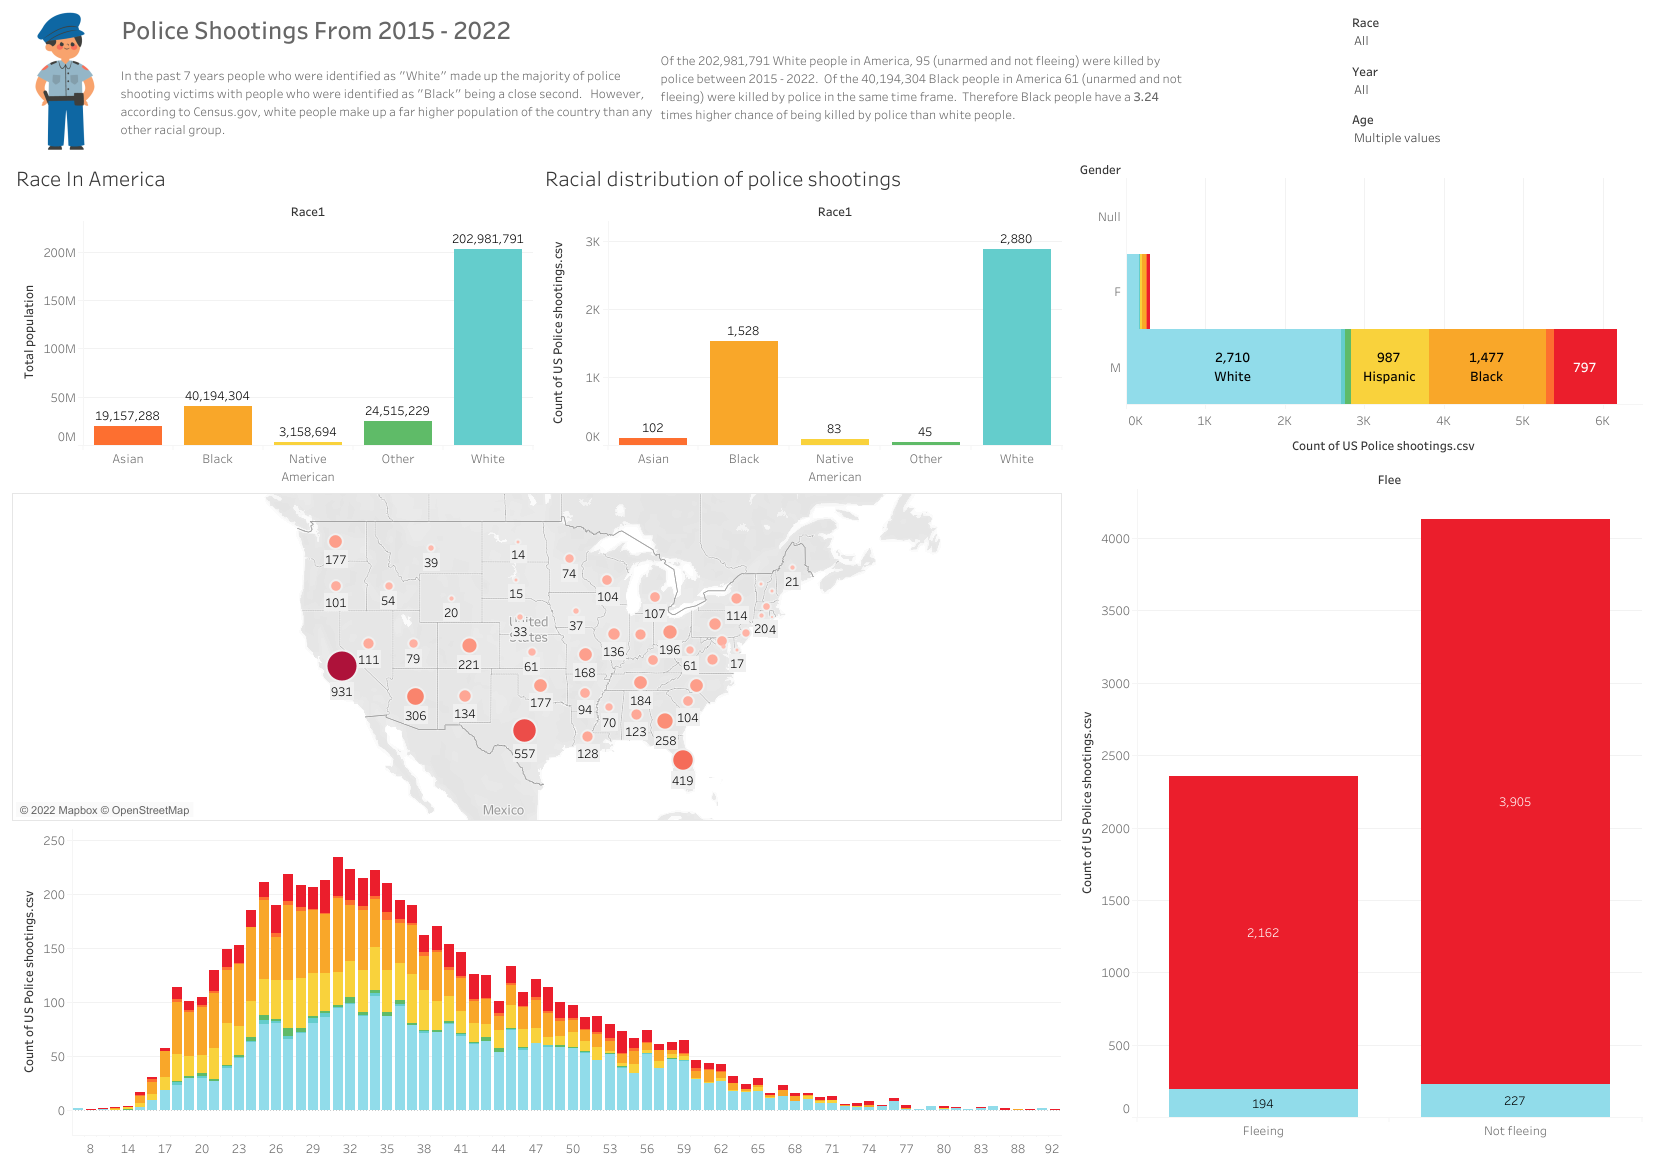 Police Shootings From 2015 - 2022
In the past 7 years people who were identified as "White" made up the majority of police
shooting victims with people who were identified as "Black" being a close second. However,
according to Census.gov, white people make up a far higher population of the country than any
other racial group.
Of the 202,981,791 White people in America, 95 (unarmed and not fleeing) were killed by
police between 2015 - 2022. Of the 40,194,304 Black people in America 61 (unarmed and not
fleeing) were killed by police in the same time frame. Therefore Black people have a 3.24
times higher chance of being killed by police than white people.
Race
All
Year
All
Age
Multiple values
Race In America
Race1
Total population
200M
150M
100M
50M
0M
19,157,288
40,194,304
3,158,694
24,515,229
202,981,791
Asian
Black
Native
American
Other
White
Racial distribution of police shootings
Race1
Count of US Police shootings.csv
3K
2K
1K
0K
102
1,528
83
45
2,880
Asian
Black
Native
American
Other
White
Gender
Null
F
M
2,710
White
987
Hispanic
1,477
Black
797
0K
1K
2K
3K
4K
5K
6K
Count of US Police shootings.csv
177
39
14
74
21
101
54
20
15
104
107
114
204
33
United
States
37
111
79
221
61
136
196
61
17
931
168
306
134
177
94
184
70
123
104
258
557
128
419
Mexico
© 2022 Mapbox © OpenStreetMap
Count of US Police shootings.csv
250
200
150
100
50
0
8
14
17
20
23
26
29
32
35
38
41
44
47
50
53
56
59
62
65
68
71
74
77
80
83
88
92
Flee
Count of US Police shootings.csv
4000
3500
3000
2500
2000
1500
1000
500
0
2,162
194
3,905
227
Fleeing
Not fleeing